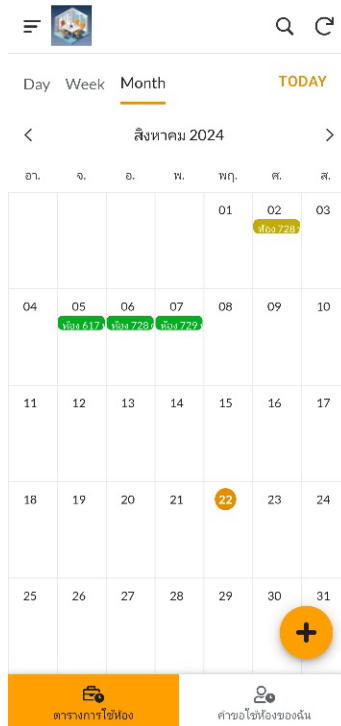 Day Week Month TODAY
สิงหาคม 2024
อา. จ. อ. พ. พฤ. ศ. ส.
01 02 03
ห้อง 728
04 05 06 07 08 09 10
ห้อง 617 ห้อง 728 ห้อง 729
11 12 13 14 15 16 17
18 19 20 21 22 23 24
25 26 27 28 29 30 31
ตารางการใช้ห้อง คำขอใช้ห้องของฉัน